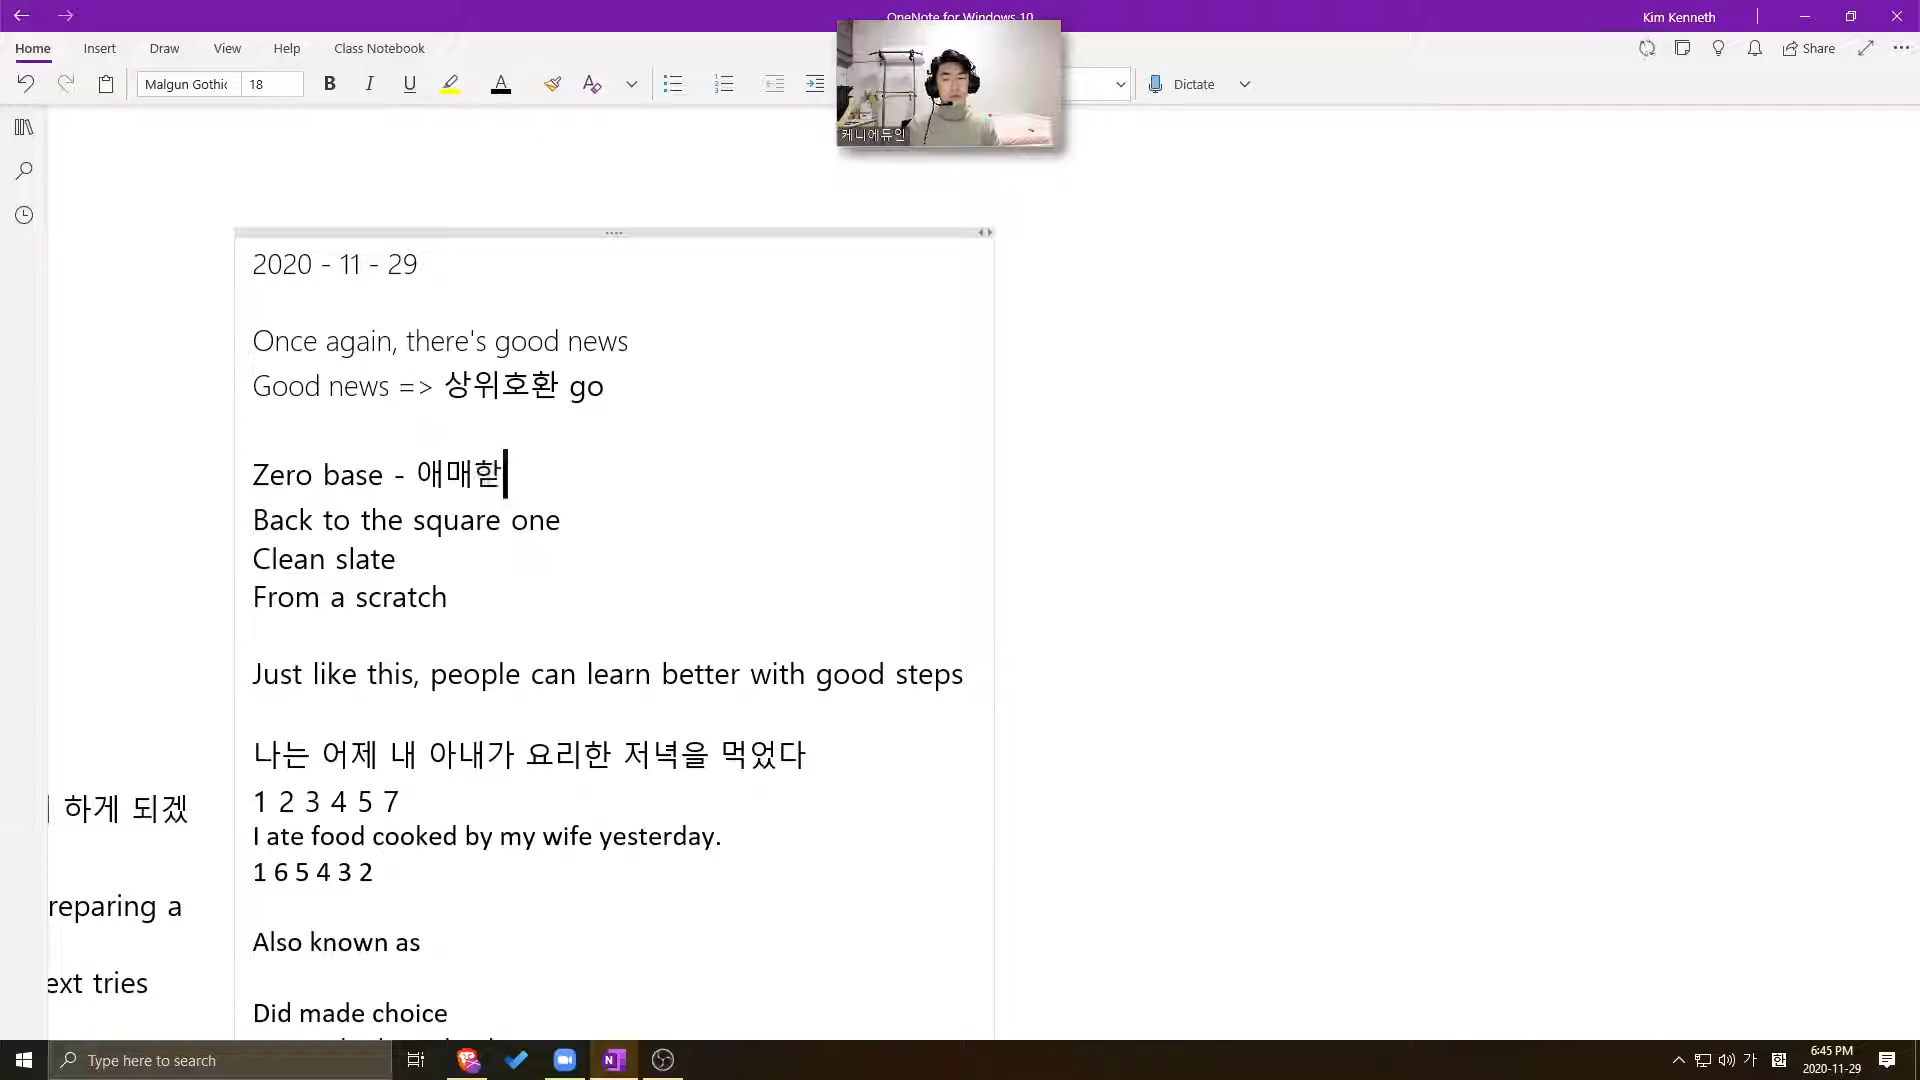 OneNote for Windows 10
Kim Kenneth
Home Insert Draw View Help Class Notebook
Share
Malgun Gothic 18 B I U A Dictate
케니에듀인
2020 - 11 - 29
Once again, there's good news
Good news => 상위호환 go
Zero base - 애매핟
Back to the square one
Clean slate
From a scratch
Just like this, people can learn better with good steps
나는 어제 내 아내가 요리한 저녁을 먹었다
1 2 3 4 5 7
I ate food cooked by my wife yesterday.
1 6 5 4 3 2
Also known as
Did made choice
하게 되겠
reparing a
ext tries
Type here to search
가
6:45 PM
2020-11-29